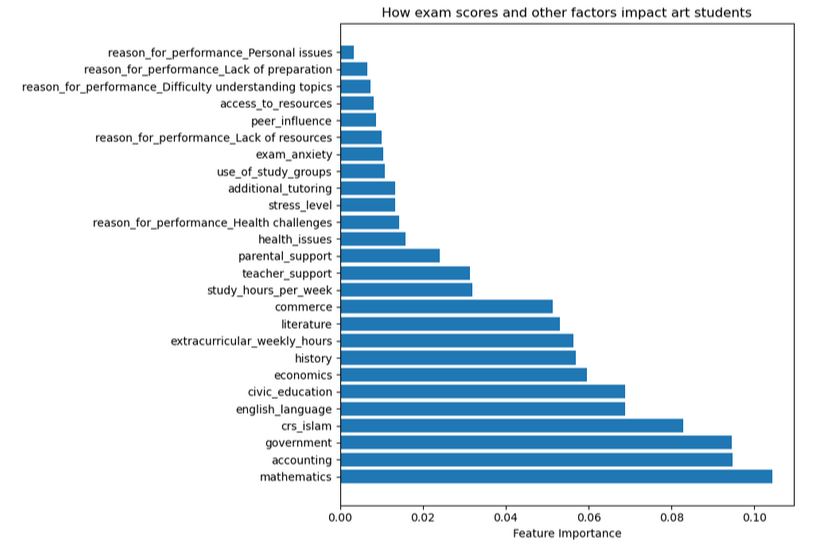 How exam scores and other factors impact art students
reason_for_performance_Personal issues
reason_for_performance_Lack of preparation
reason_for_performance_Difficulty understanding topics
access_to_resources
peer_influence
reason_for_performance_Lack of resources
exam_anxiety
use_of_study_groups
additional_tutoring
stress_level
reason_for_performance_Health challenges
health_issues
parental_support
teacher_support
study_hours_per_week
commerce
literature
extracurricular_weekly_hours
history
economics
civic_education
english_language
crs_islam
government
accounting
mathematics
0.00 0.02 0.04 0.06 0.08 0.10
Feature Importance